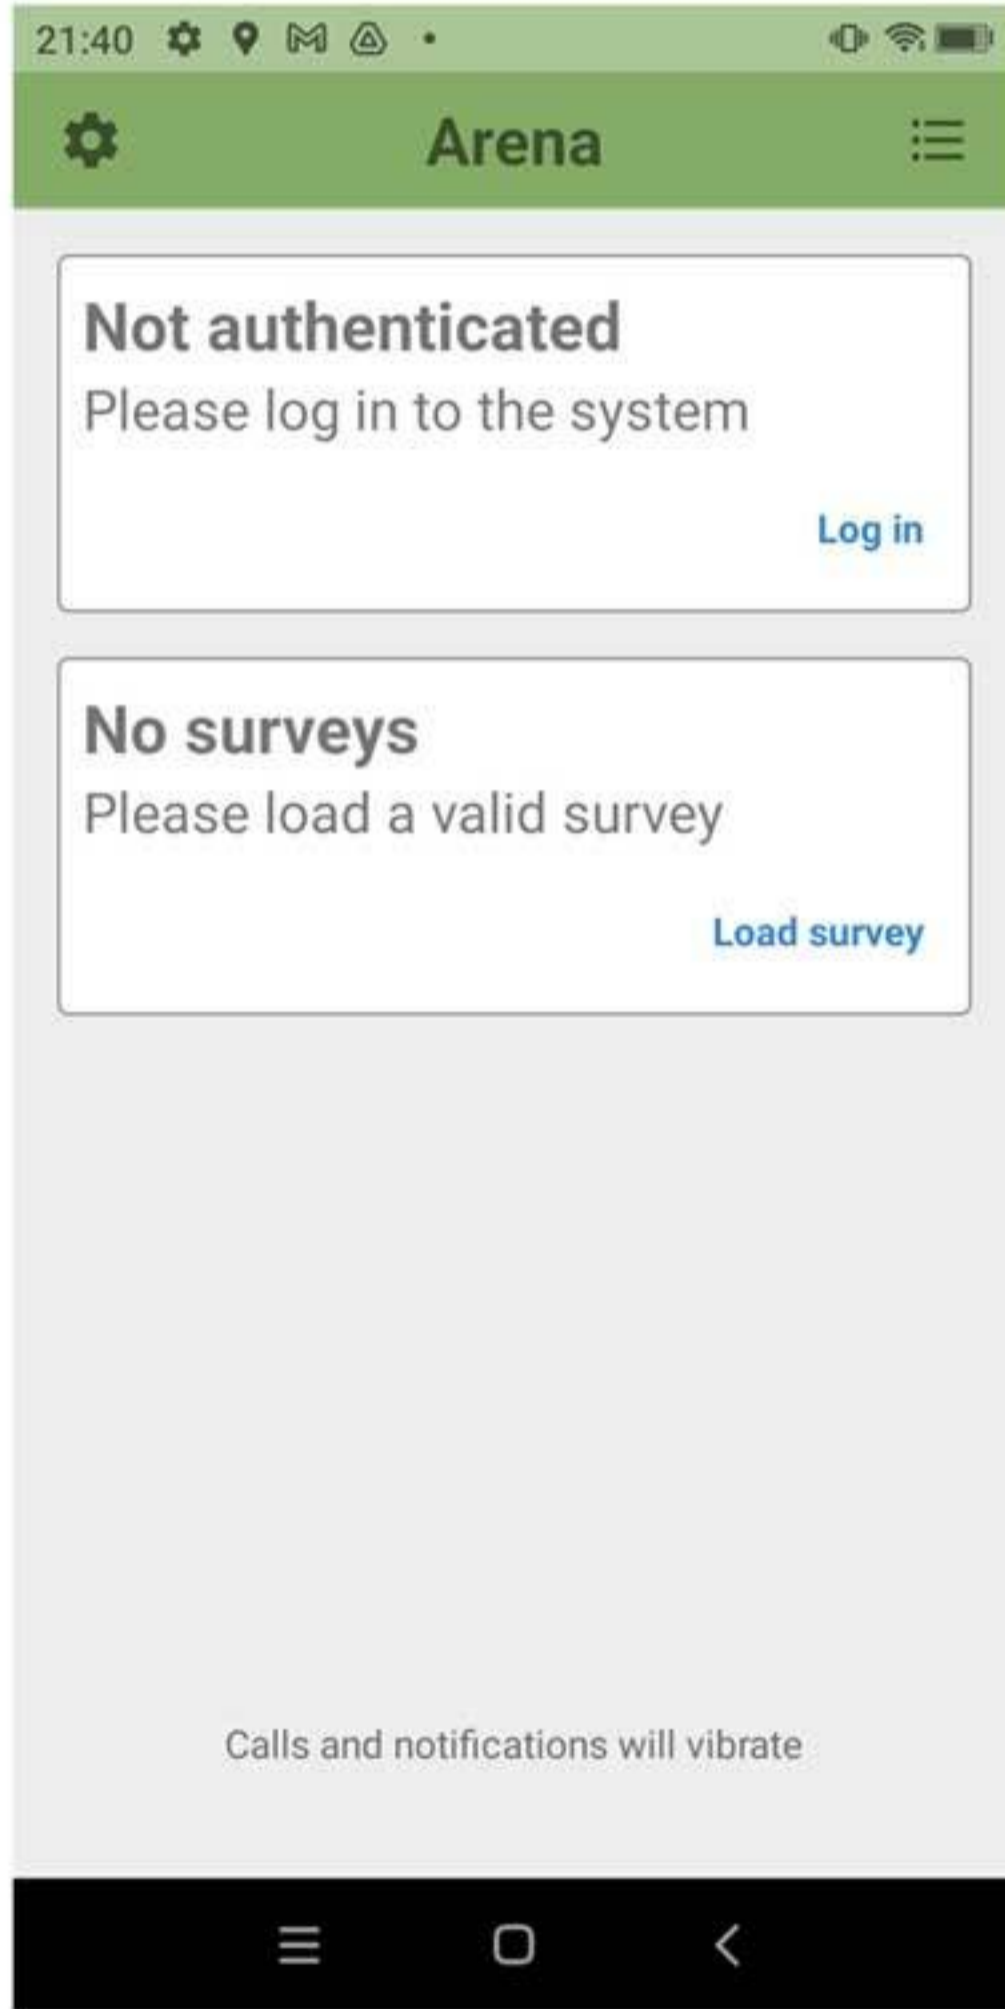 21:40
Arena
Not authenticated
Please log in to the system
Log in
No surveys
Please load a valid survey
Load survey
Calls and notifications will vibrate